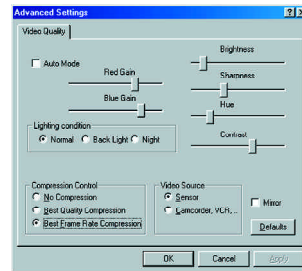 Advanced Settings
Video Quality
Auto Mode
Red Gain
Blue Gain
Brightness
Sharpness
Hue
Contrast
Lighting condition
Normal Back Light Night
Compression Control
No Compression
Best Quality Compression
Best Frame Rate Compression
Video Source
Sensor
Camcorder, VCR, ..
Mirror
Defaults
OK Cancel Apply